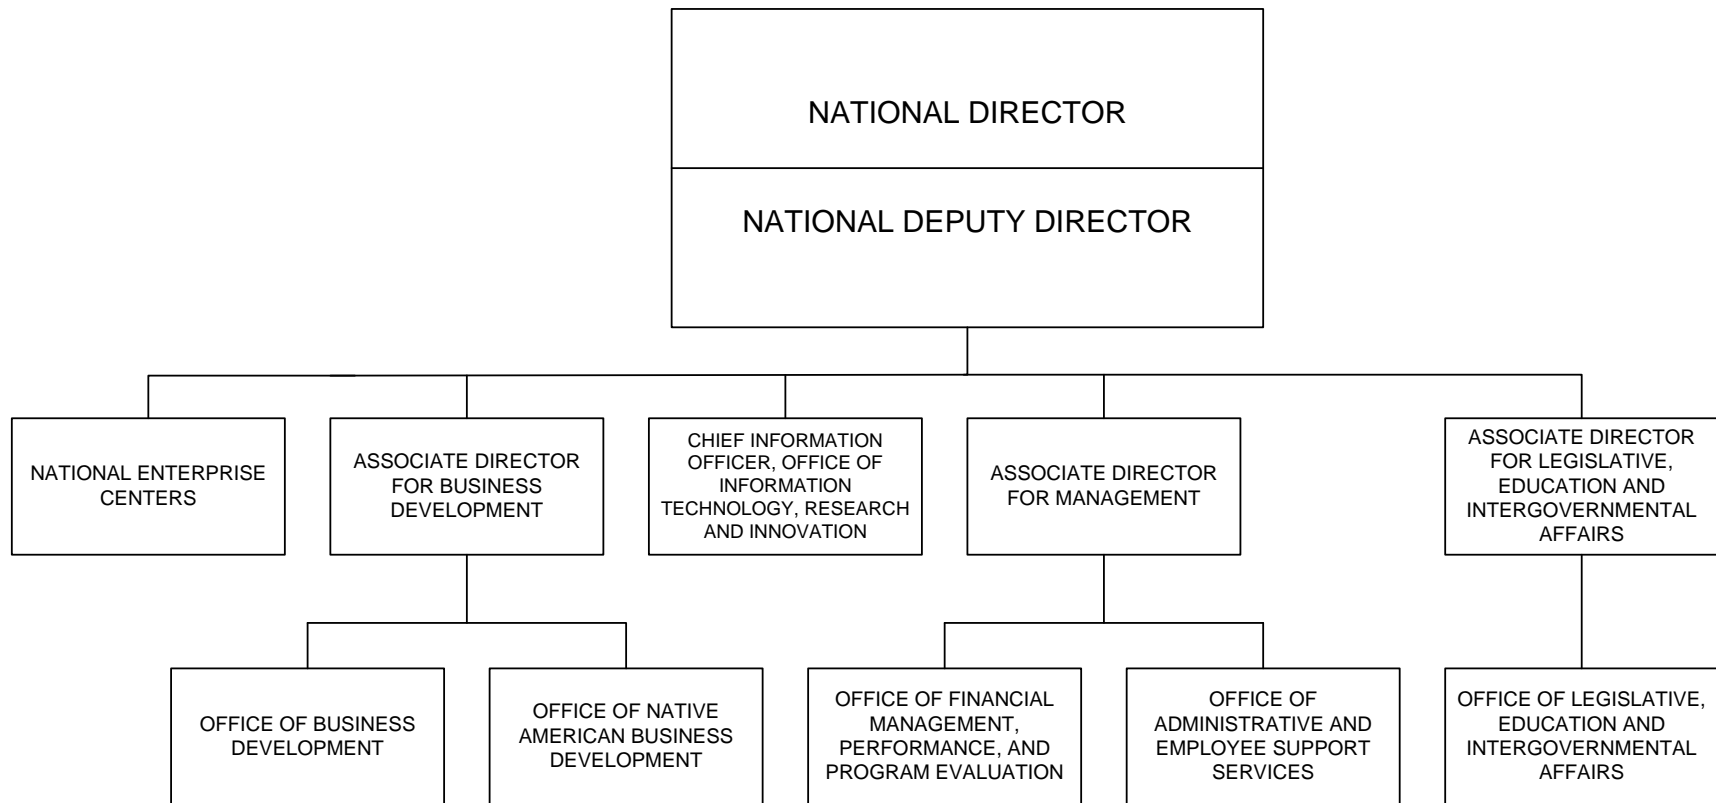 NATIONAL DIRECTOR
NATIONAL DEPUTY DIRECTOR
NATIONAL ENTERPRISE
CENTERS
ASSOCIATE DIRECTOR
FOR BUSINESS
DEVELOPMENT
CHIEF INFORMATION
OFFICER, OFFICE OF
INFORMATION
TECHNOLOGY, RESEARCH
AND INNOVATION
ASSOCIATE DIRECTOR
FOR MANAGEMENT
ASSOCIATE DIRECTOR
FOR LEGISLATIVE,
EDUCATION AND
INTERGOVERNMENTAL
AFFAIRS
OFFICE OF BUSINESS
DEVELOPMENT
OFFICE OF NATIVE
AMERICAN BUSINESS
DEVELOPMENT
OFFICE OF FINANCIAL
MANAGEMENT,
PERFORMANCE, AND
PROGRAM EVALUATION
OFFICE OF
ADMINISTRATIVE AND
EMPLOYEE SUPPORT
SERVICES
OFFICE OF LEGISLATIVE,
EDUCATION AND
INTERGOVERNMENTAL
AFFAIRS